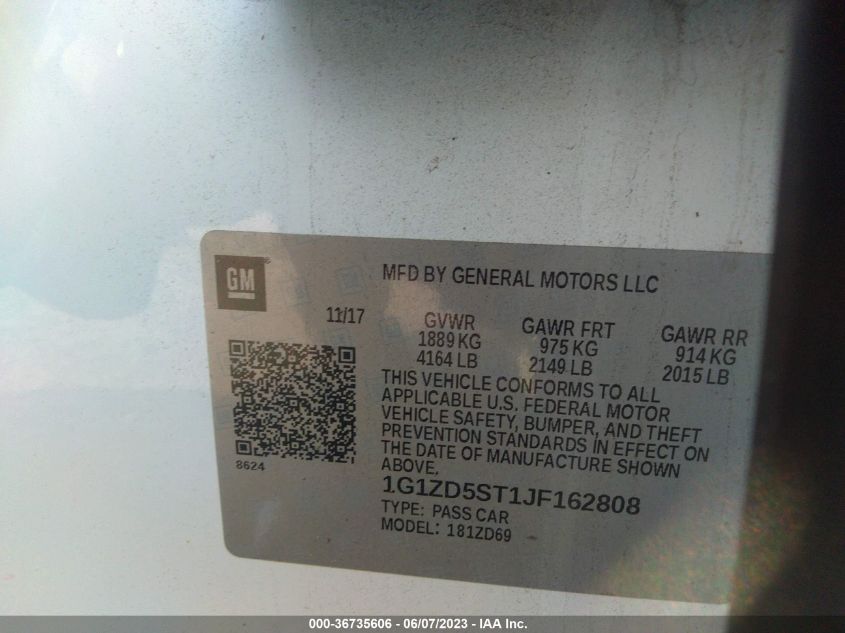 GM
MFD BY GENERAL MOTORS LLC
11/17
GVWR
1889 KG
4164 LB
GAWR FRT
975 KG
2149 LB
GAWR RR
914 KG
2015 LB
THIS VEHICLE CONFORMS TO ALL
APPLICABLE U.S. FEDERAL MOTOR
VEHICLE SAFETY, BUMPER, AND THEFT
PREVENTION STANDARDS IN EFFECT ON
THE DATE OF MANUFACTURE SHOWN
ABOVE.
8624
1G1ZD5ST1JF162808
TYPE: PASS CAR
MODEL: 181ZD69
000-36735606 - 06/07/2023 - IAA Inc.